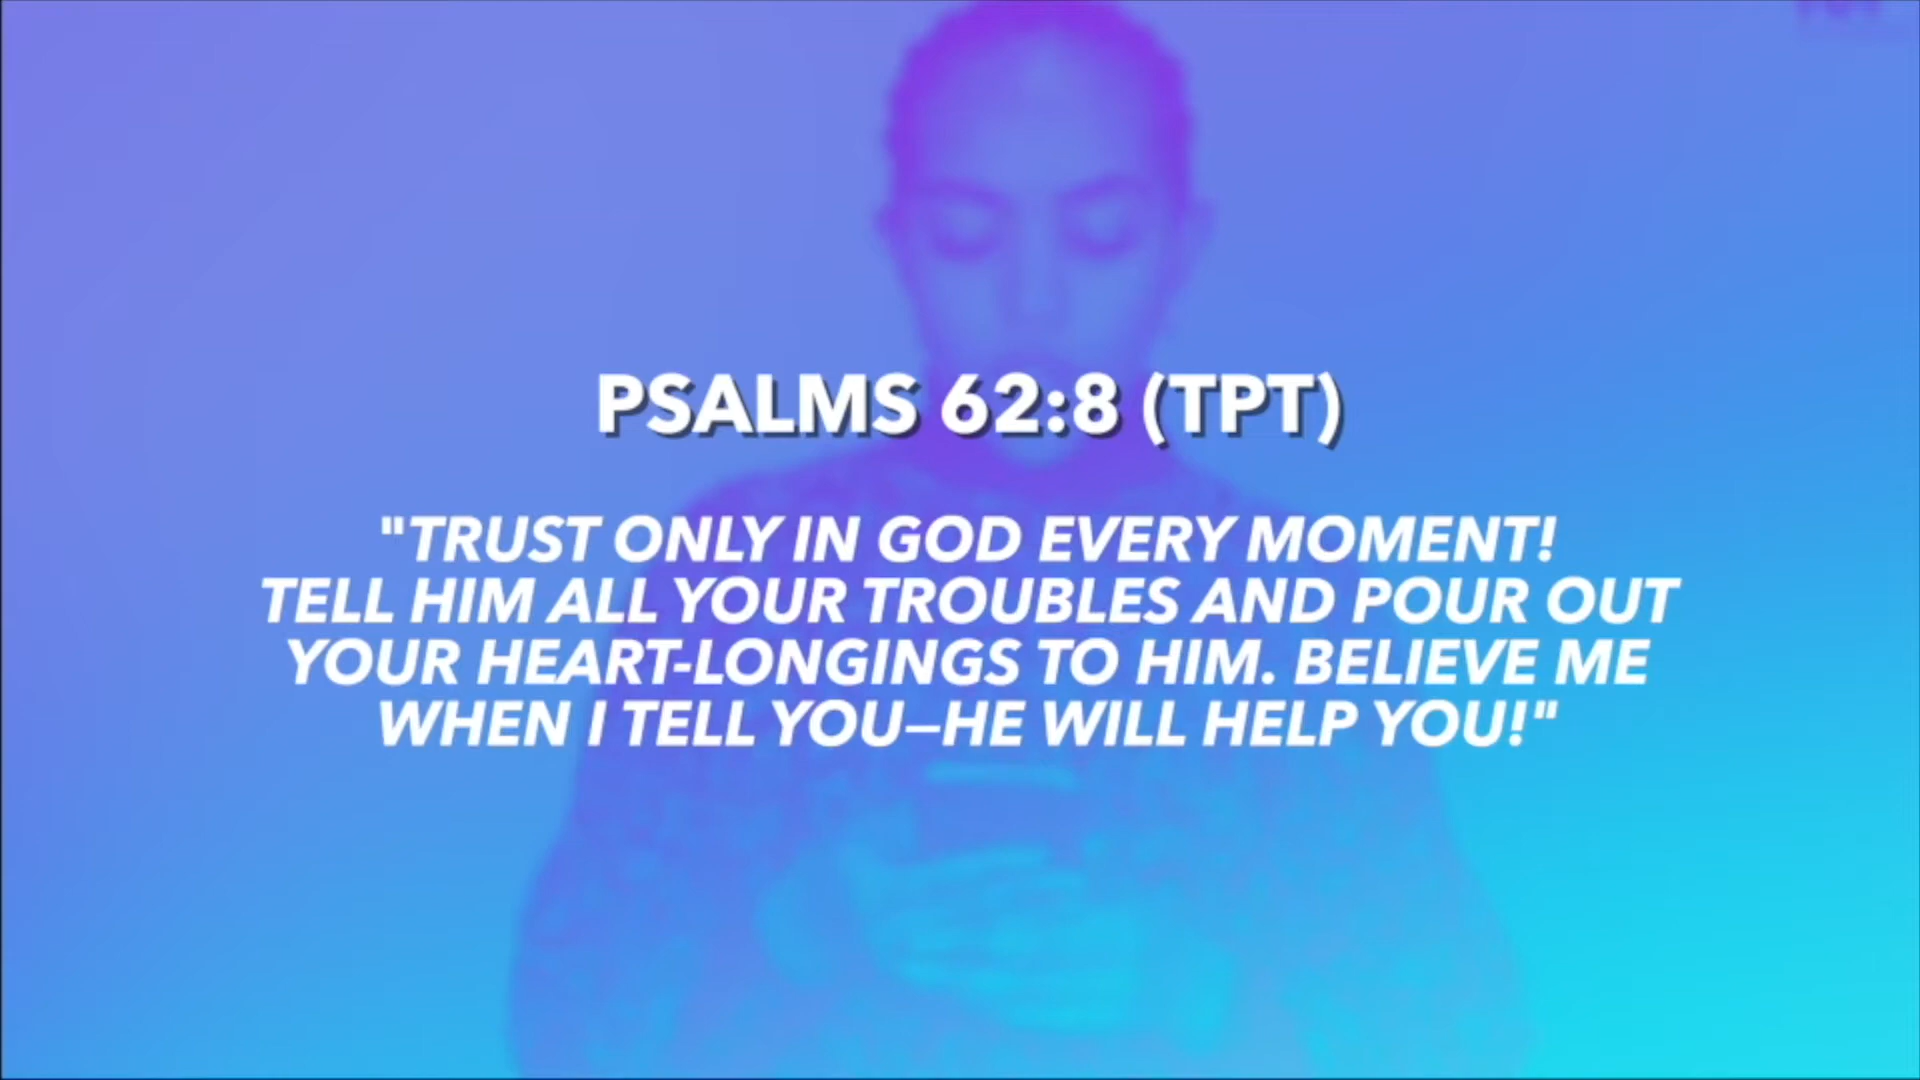 PSALMS 62:8 (TPT)
"TRUST ONLY IN GOD EVERY MOMENT!
TELL HIM ALL YOUR TROUBLES AND POUR OUT
YOUR HEART-LONGINGS TO HIM. BELIEVE ME
WHEN I TELL YOU—HE WILL HELP YOU!"